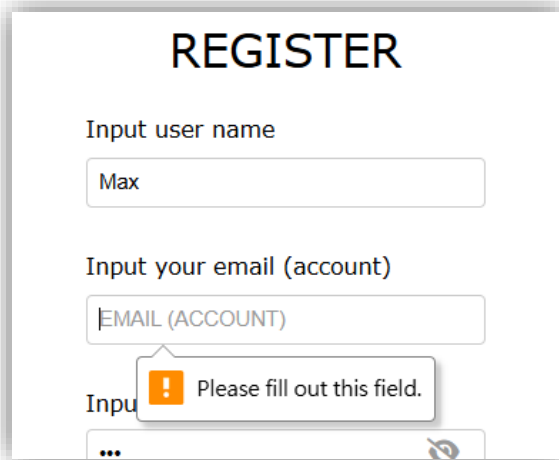 REGISTER
Input user name
Max
Input your email (account)
EMAIL (ACCOUNT)
Please fill out this field.
Inpu
•••